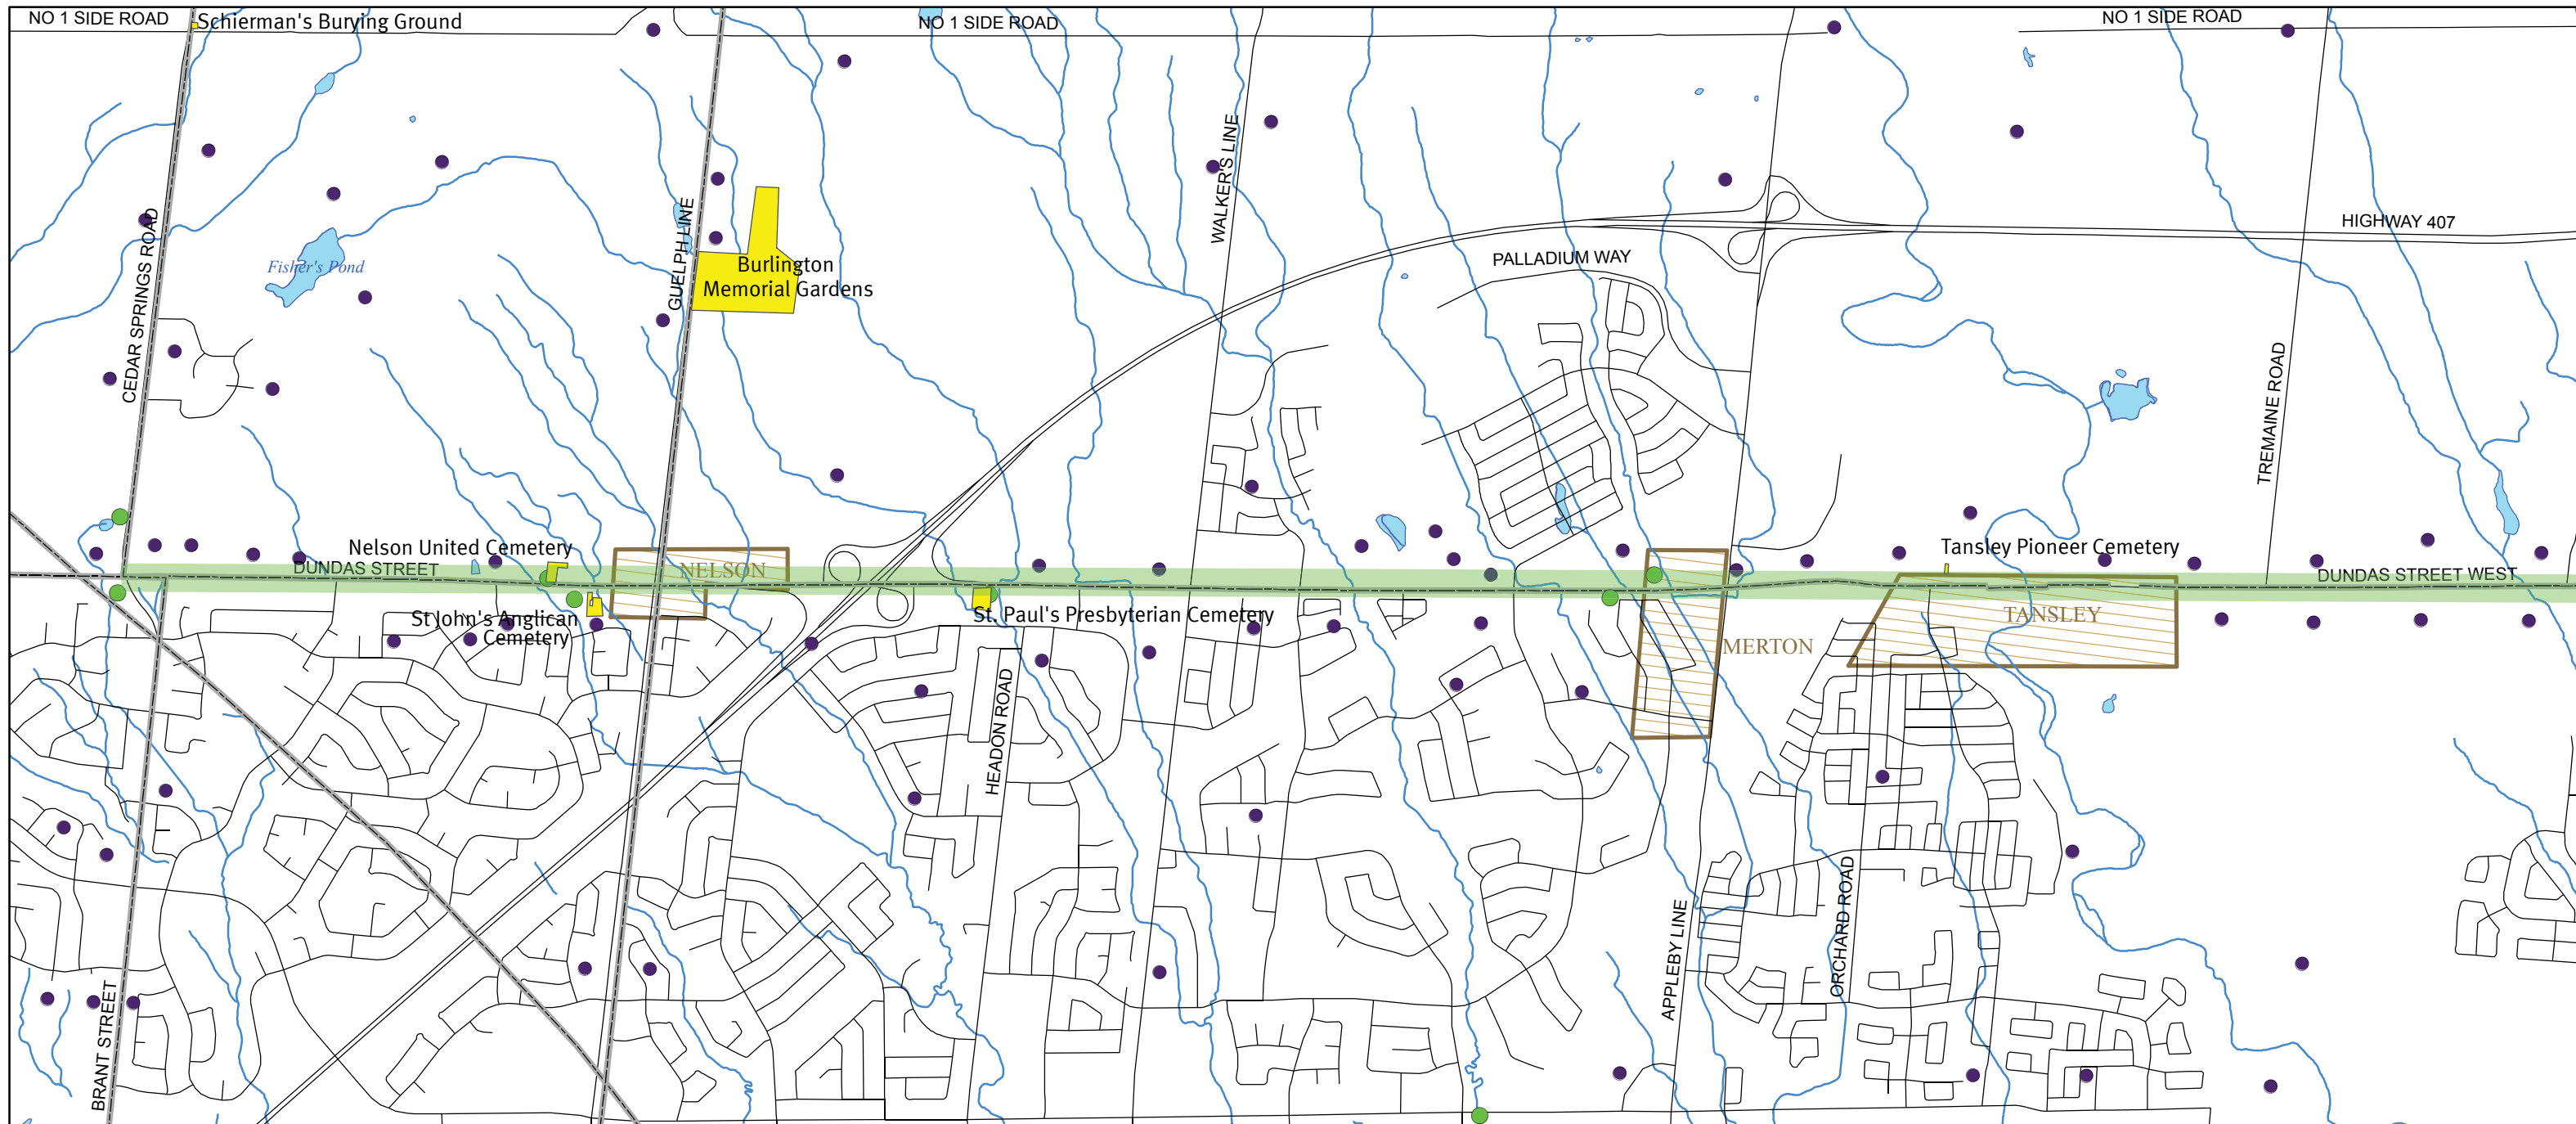 NO 1 SIDE ROAD
Schierman's Burying Ground
NO 1 SIDE ROAD
NO 1 SIDE ROAD
WALKER'S LINE
CEDAR SPRINGS ROAD
GUELPH LINE
HIGHWAY 407
PALLADIUM WAY
Fisher's Pond
Burlington
Memorial Gardens
TREMAINE ROAD
Nelson United Cemetery
Tansley Pioneer Cemetery
DUNDAS STREET
NELSON
DUNDAS STREET WEST
St John's Anglican
Cemetery
St. Paul's Presbyterian Cemetery
TANSLEY
MERTON
HEADON ROAD
ORCHARD ROAD
APPLEBY LINE
BRANT STREET